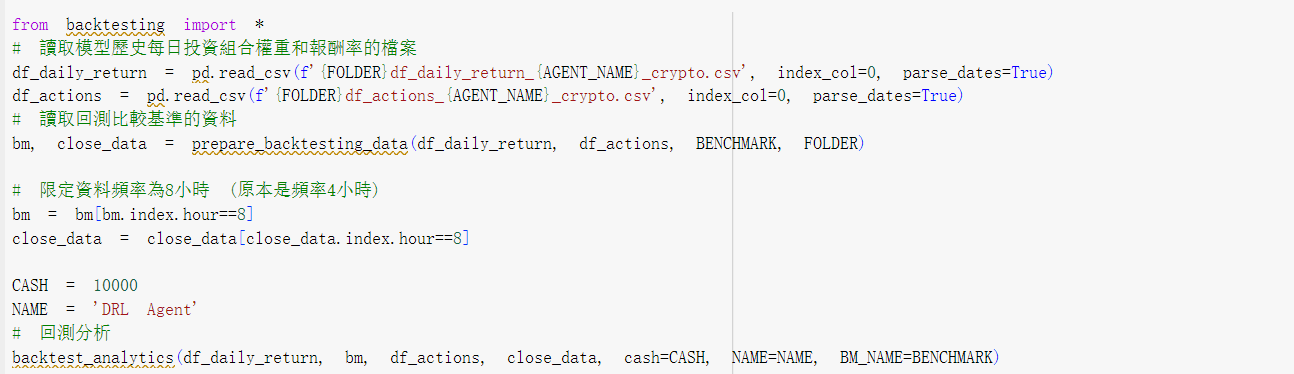 from backtesting import *
# 讀取模型歷史每日投資組合權重和報酬率的檔案
df_daily_return = pd.read_csv(f'{FOLDER}df_daily_return_{AGENT_NAME}_crypto.csv', index_col=0, parse_dates=True)
df_actions = pd.read_csv(f'{FOLDER}df_actions_{AGENT_NAME}_crypto.csv', index_col=0, parse_dates=True)
# 讀取回測比較基準的資料
bm, close_data = prepare_backtesting_data(df_daily_return, df_actions, BENCHMARK, FOLDER)
# 限定資料頻率為8小時 (原本是頻率4小時)
bm = bm[bm.index.hour==8]
close_data = close_data[close_data.index.hour==8]
CASH = 10000
NAME = 'DRL Agent'
# 回測分析
backtest_analytics(df_daily_return, bm, df_actions, close_data, cash=CASH, NAME=NAME, BM_NAME=BENCHMARK)